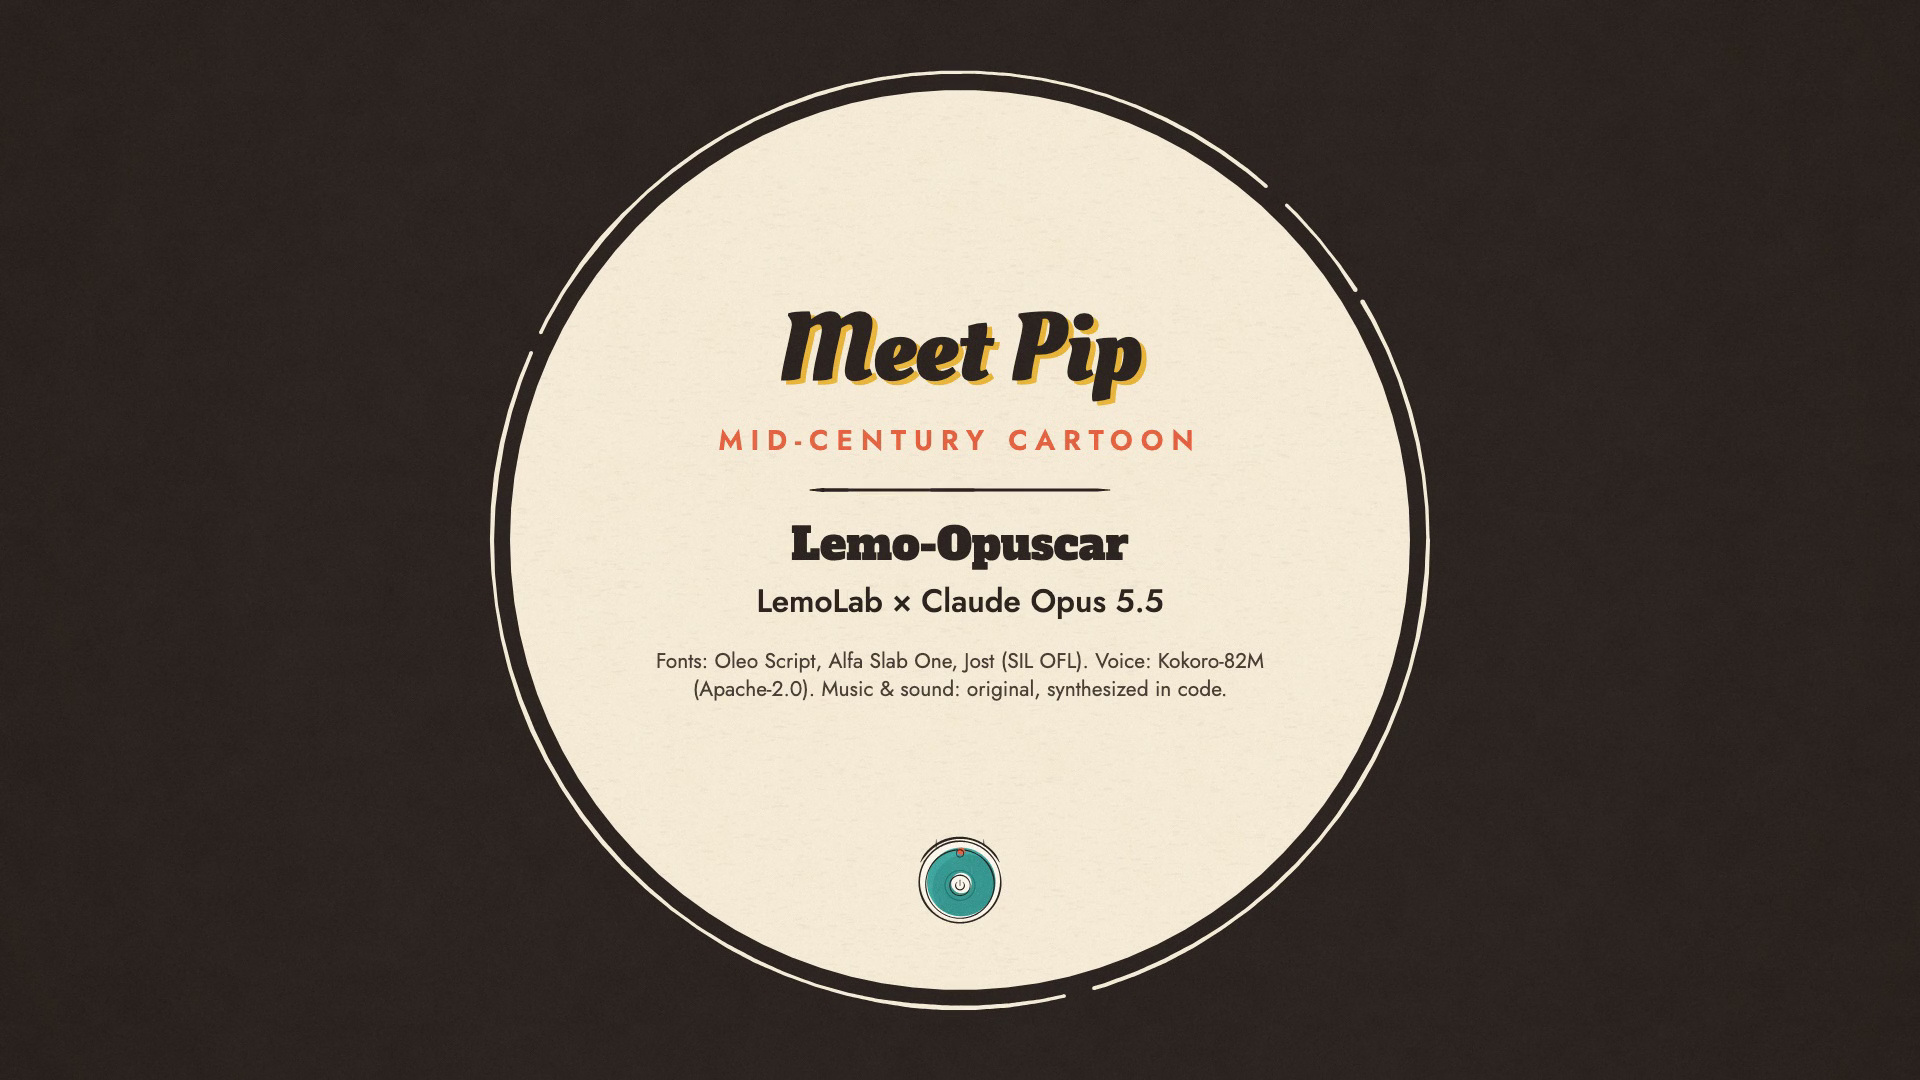 Meet Pip
MID-CENTURY CARTOON
Lemo-Opuscar
LemoLab × Claude Opus 5.5
Fonts: Oleo Script, Alfa Slab One, Jost (SIL OFL). Voice: Kokoro-82M
(Apache-2.0). Music & sound: original, synthesized in code.